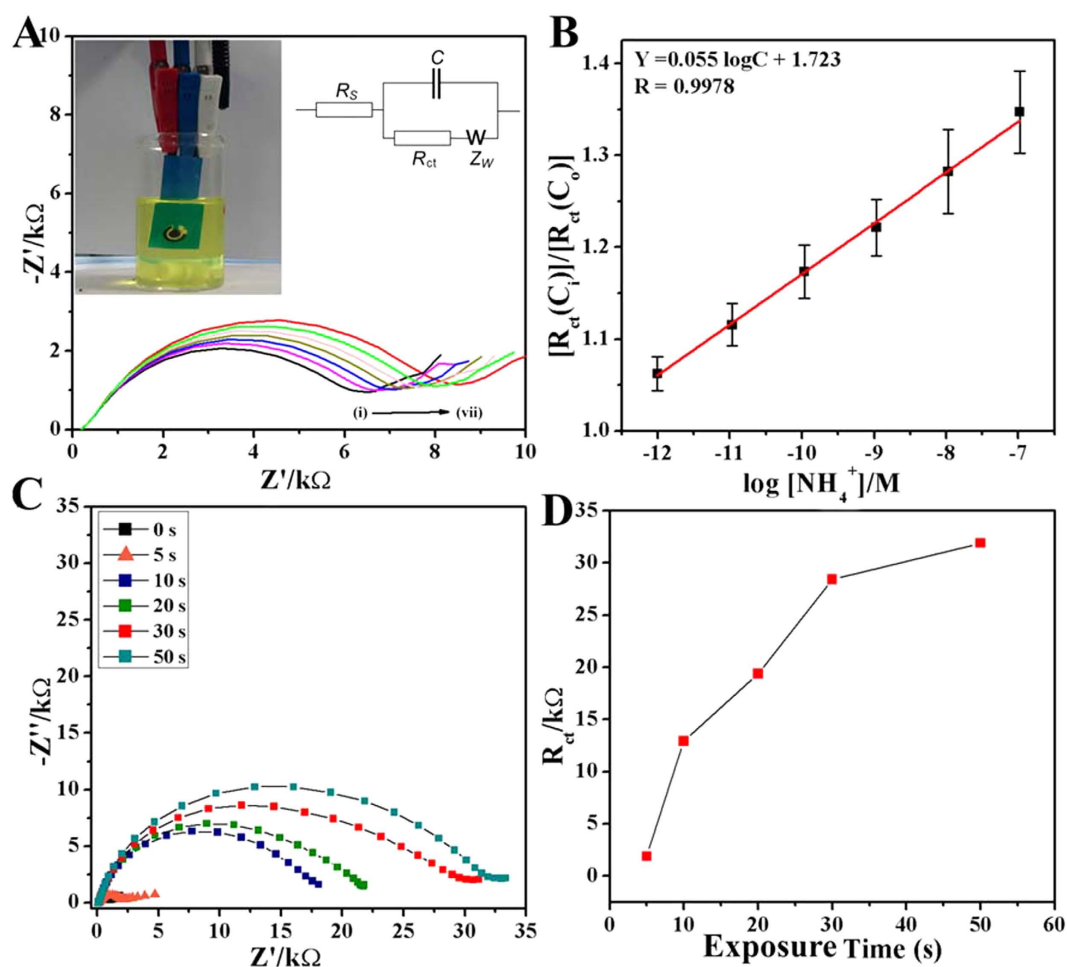 A
10
8
6
4
2
0
-Z'/kΩ
R_S
C
R_ct
Z_W
(i)
(vii)
0
2
4
6
8
10
Z'/kΩ
B
Y =0.055 logC + 1.723
R = 0.9978
1.4
1.3
1.2
1.1
1.0
[R_ct(C_i)]/[R_ct(C_o)]
-12
-11
-10
-9
-8
-7
log [NH_4^+]/M
C
35
30
25
20
15
10
5
0
-Z''/kΩ
0 s
5 s
10 s
20 s
30 s
50 s
0
5
10
15
20
25
30
35
Z'/kΩ
D
35
30
25
20
15
10
5
0
R_ct/kΩ
0
10
20
30
40
50
60
Exposure Time (s)